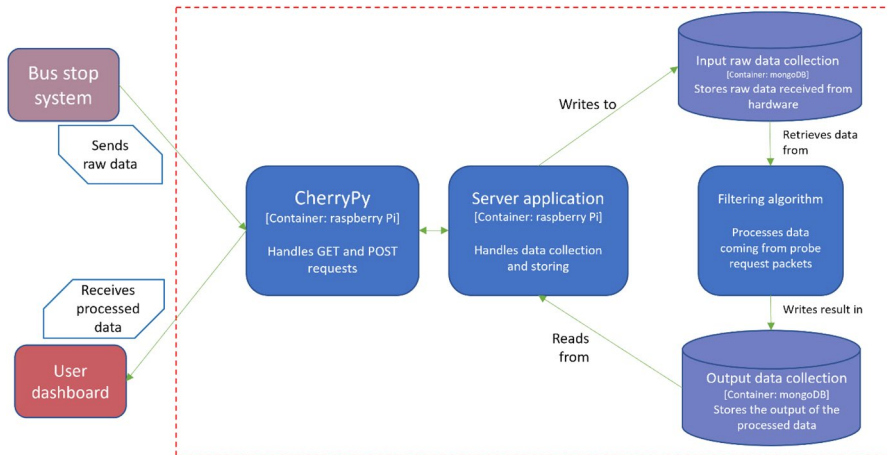 Bus stop
system
Sends
raw data
Receives
processed
data
User
dashboard
CherryPy
[Container: raspberry Pi]
Handles GET and POST
requests
Server application
[Container: raspberry Pi]
Handles data collection
and storing
Writes to
Reads
from
Input raw data collection
[Container: mongoDB]
Stores raw data received from
hardware
Retrieves data
from
Filtering algorithm
Processes data
coming from probe
request packets
Writes result in
Output data collection
[Container: mongoDB]
Stores the output of the
processed data